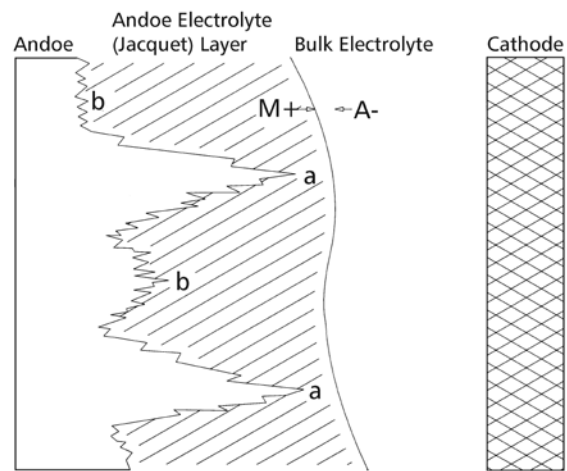 Andoe
Andoe Electrolyte
(Jacquet) Layer
Bulk Electrolyte
Cathode
b
M+
A-
a
b
a